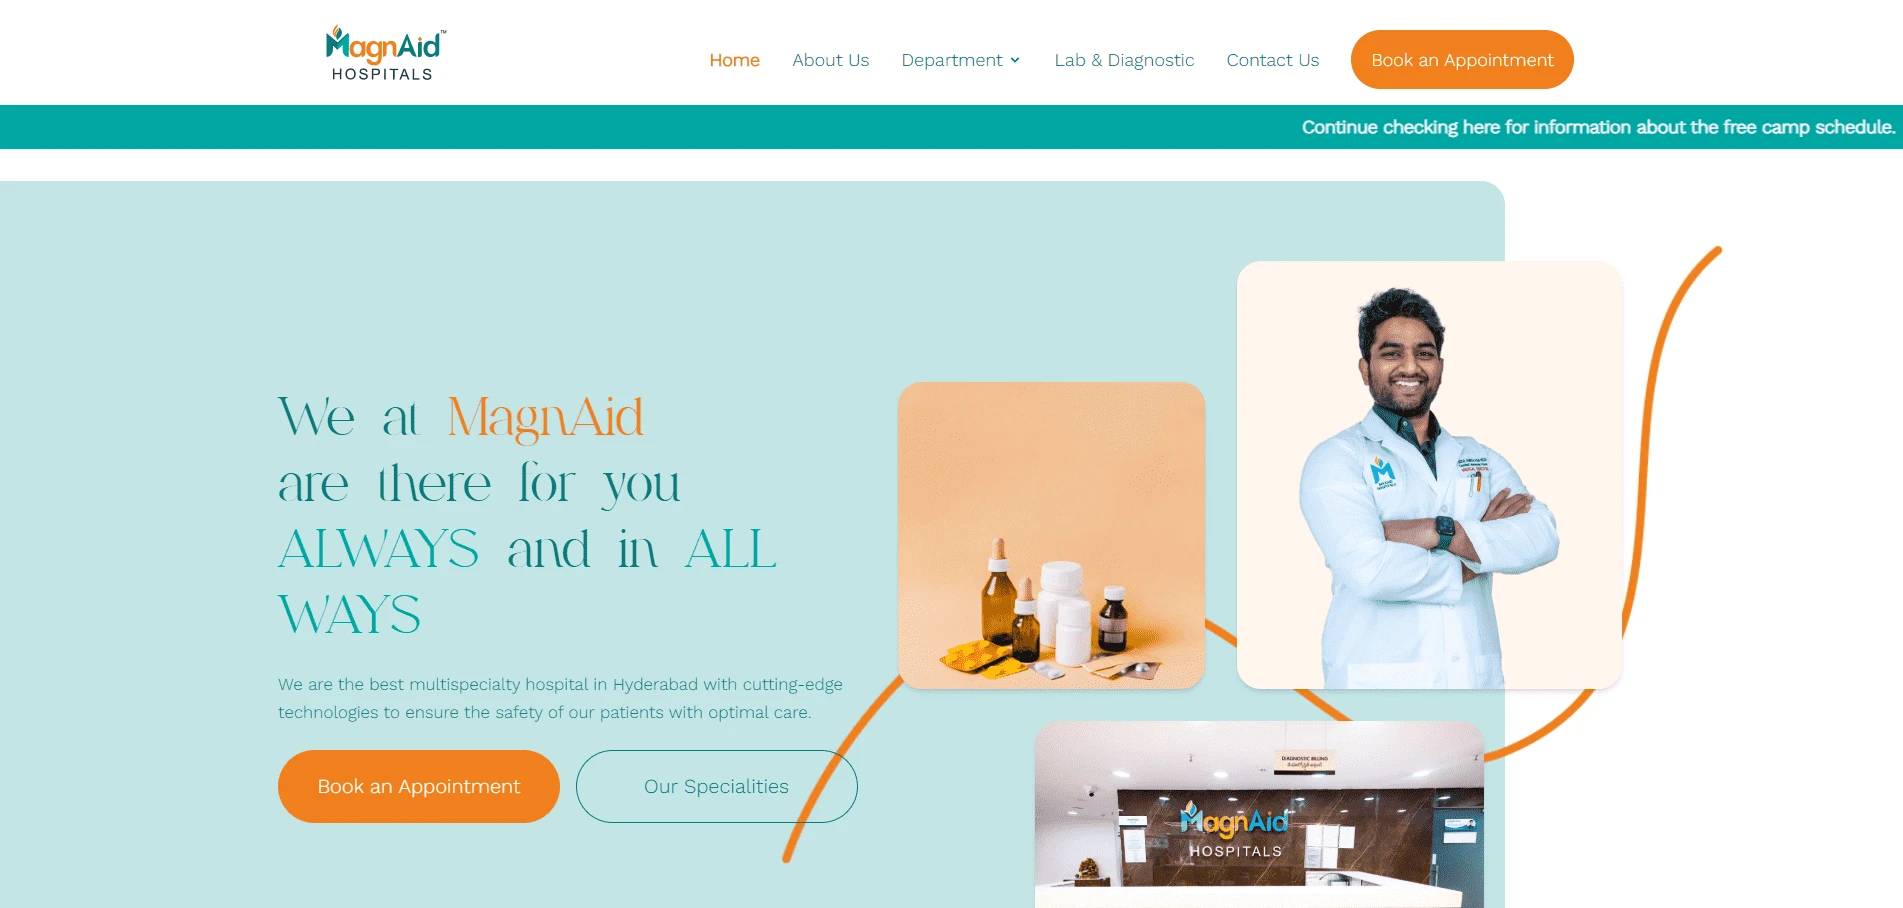 MagnAid™
HOSPITALS
Home
About Us
Department
Lab & Diagnostic
Contact Us
Book an Appointment
Continue checking here for information about the free camp schedule.
We at MagnAid
are there for you
ALWAYS and in ALL
WAYS
We are the best multispecialty hospital in Hyderabad with cutting-edge
technologies to ensure the safety of our patients with optimal care.
Book an Appointment
Our Specialities
DIAGNOSTIC BILLING
MagnAid
HOSPITALS